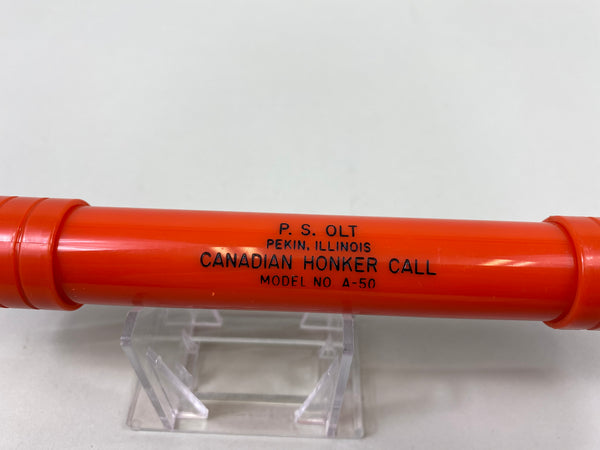 P. S. OLT
PEKIN, ILLINOIS
CANADIAN HONKER CALL
MODEL NO. A-50